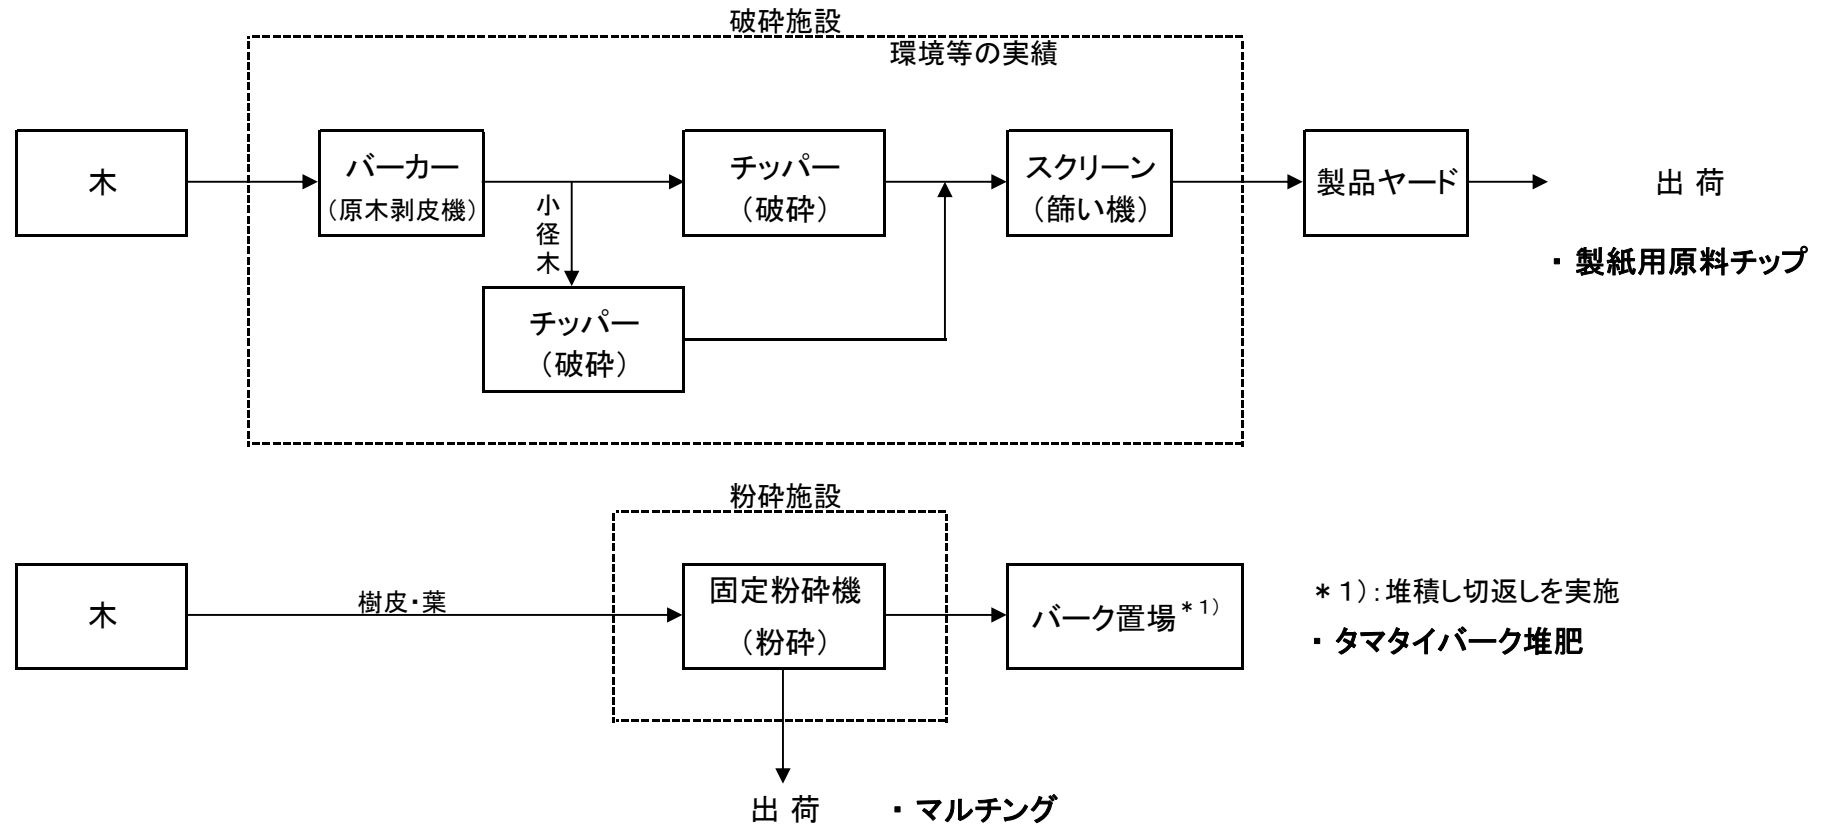 破砕施設
環境等の実績
木
バーカー
（原木剥皮機）
小径木
チッパー
（破砕）
チッパー
（破砕）
スクリーン
（篩い機）
製品ヤード
出 荷
・ 製紙用原料チップ
粉砕施設
木
樹皮・葉
固定粉砕機
（粉砕）
バーク置場＊1）
＊1）：堆積し切返しを実施
・ タマタイバーク堆肥
出 荷
・ マルチング